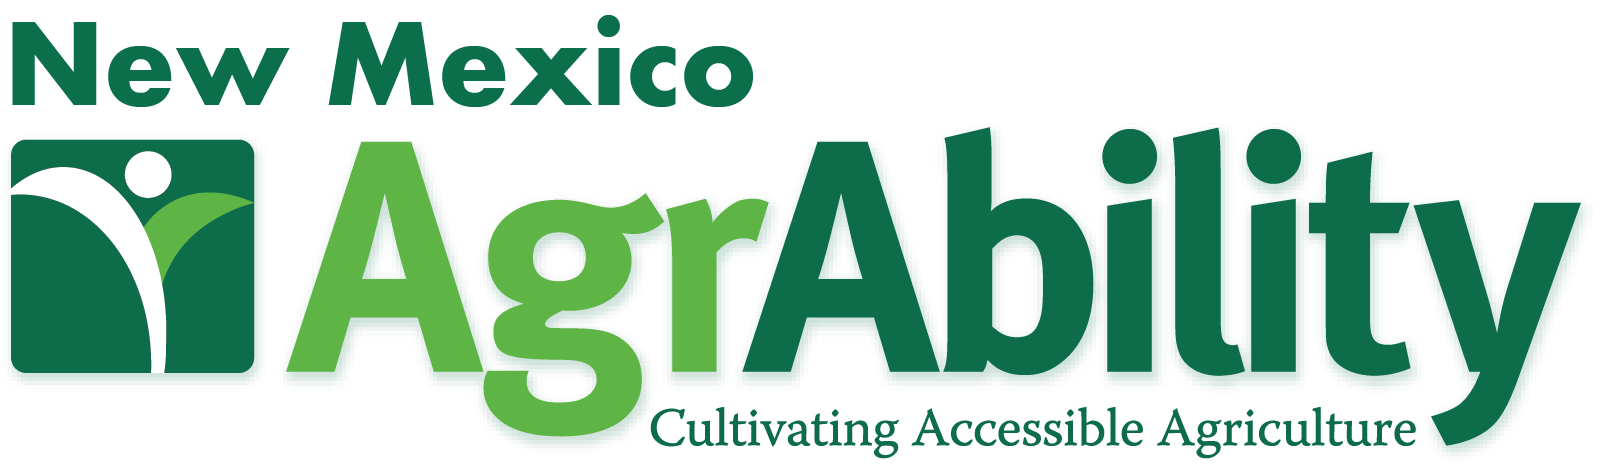 New Mexico
AgrAbility
Cultivating Accessible Agriculture